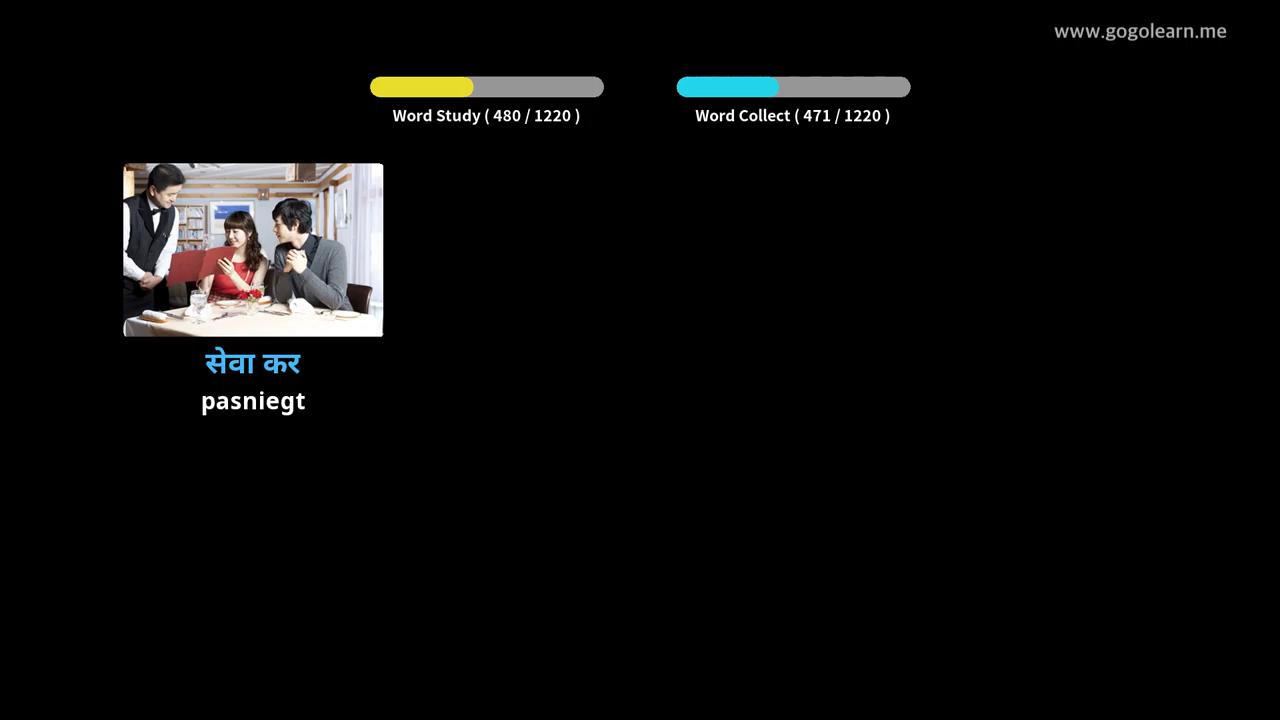 www.gogolearn.me
Word Study ( 480 / 1220 )
Word Collect ( 471 / 1220 )
सेवा कर
pasniegt